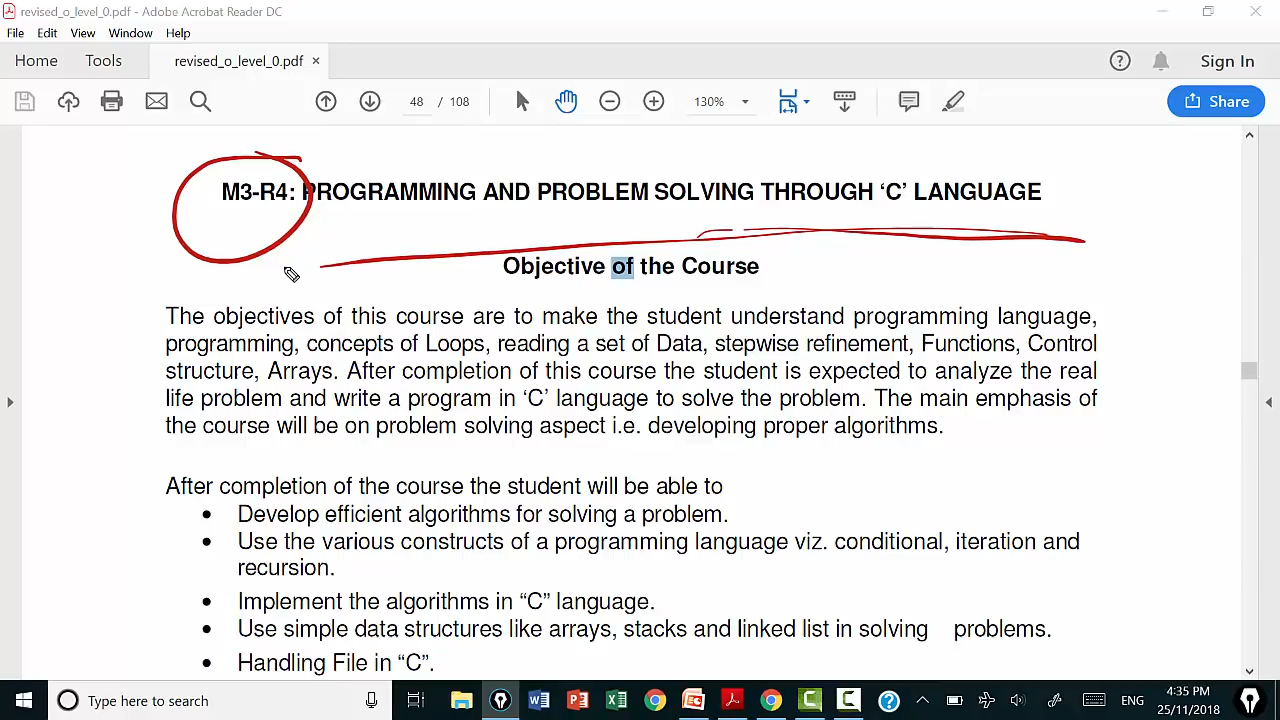 revised_o_level_0.pdf - Adobe Acrobat Reader DC
File Edit View Window Help
Home Tools revised_o_level_0.pdf × Sign In
48 / 108 130% Share
M3-R4: PROGRAMMING AND PROBLEM SOLVING THROUGH ‘C’ LANGUAGE
Objective of the Course
The objectives of this course are to make the student understand programming language,
programming, concepts of Loops, reading a set of Data, stepwise refinement, Functions, Control
structure, Arrays. After completion of this course the student is expected to analyze the real
life problem and write a program in ‘C’ language to solve the problem. The main emphasis of
the course will be on problem solving aspect i.e. developing proper algorithms.
After completion of the course the student will be able to
• Develop efficient algorithms for solving a problem.
• Use the various constructs of a programming language viz. conditional, iteration and
recursion.
• Implement the algorithms in “C” language.
• Use simple data structures like arrays, stacks and linked list in solving problems.
• Handling File in “C”.
Type here to search ENG 4:35 PM
25/11/2018